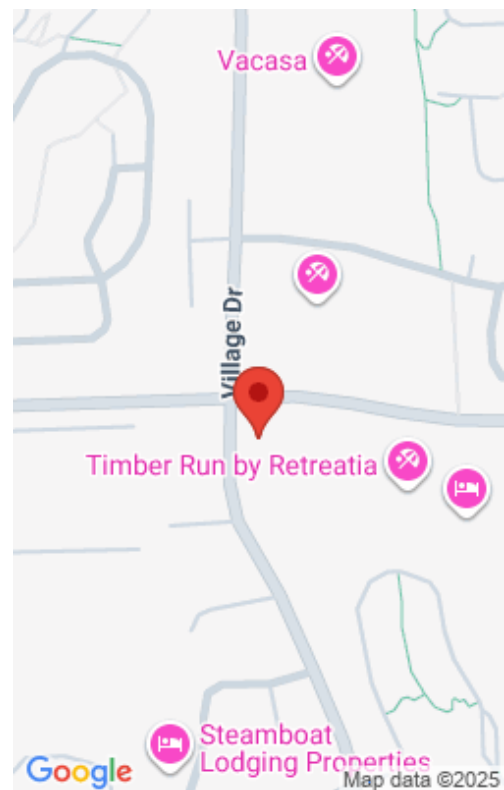 Vacasa
Village Dr
Timber Run by Retreatia
Steamboat
Lodging Properties
Google
Map data ©2025